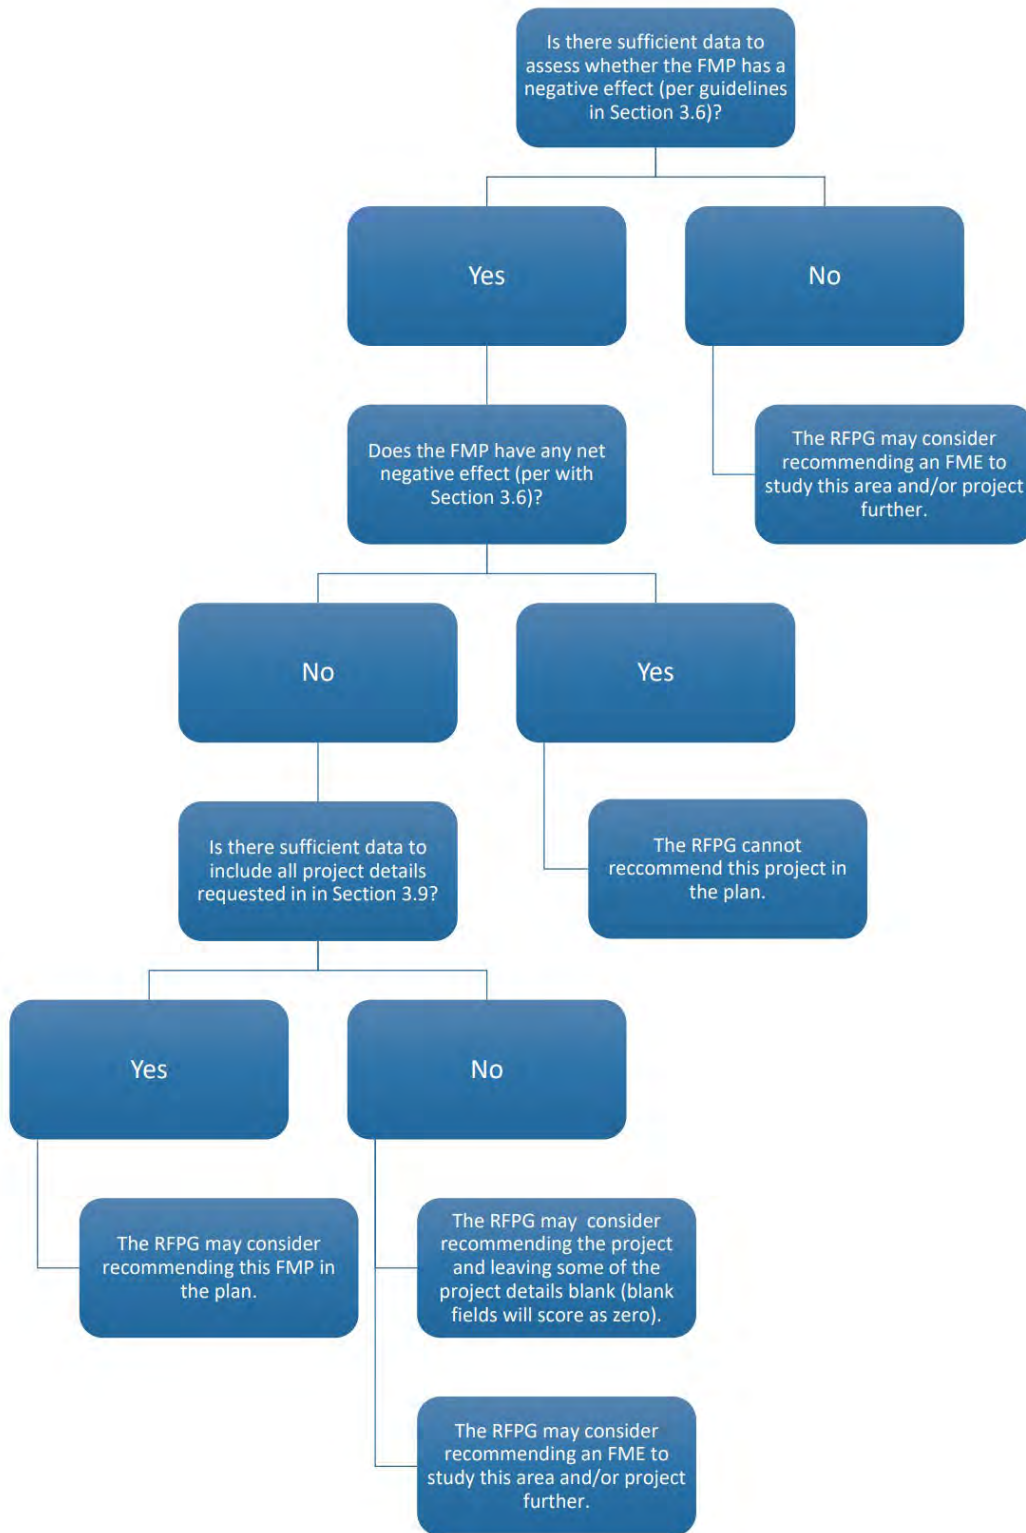 Is there sufficient data to
assess whether the FMP has a
negative effect (per guidelines
in Section 3.6)?
Yes
No
Does the FMP have any net
negative effect (per with
Section 3.6)?
The RFPG may consider
recommending an FME to
study this area and/or project
further.
No
Yes
Is there sufficient data to
include all project details
requested in in Section 3.9?
The RFPG cannot
reccommend this project in
the plan.
Yes
No
The RFPG may consider
recommending this FMP in
the plan.
The RFPG may  consider
recommending the project
and leaving some of the
project details blank (blank
fields will score as zero).
The RFPG may consider
recommending an FME to
study this area and/or project
further.